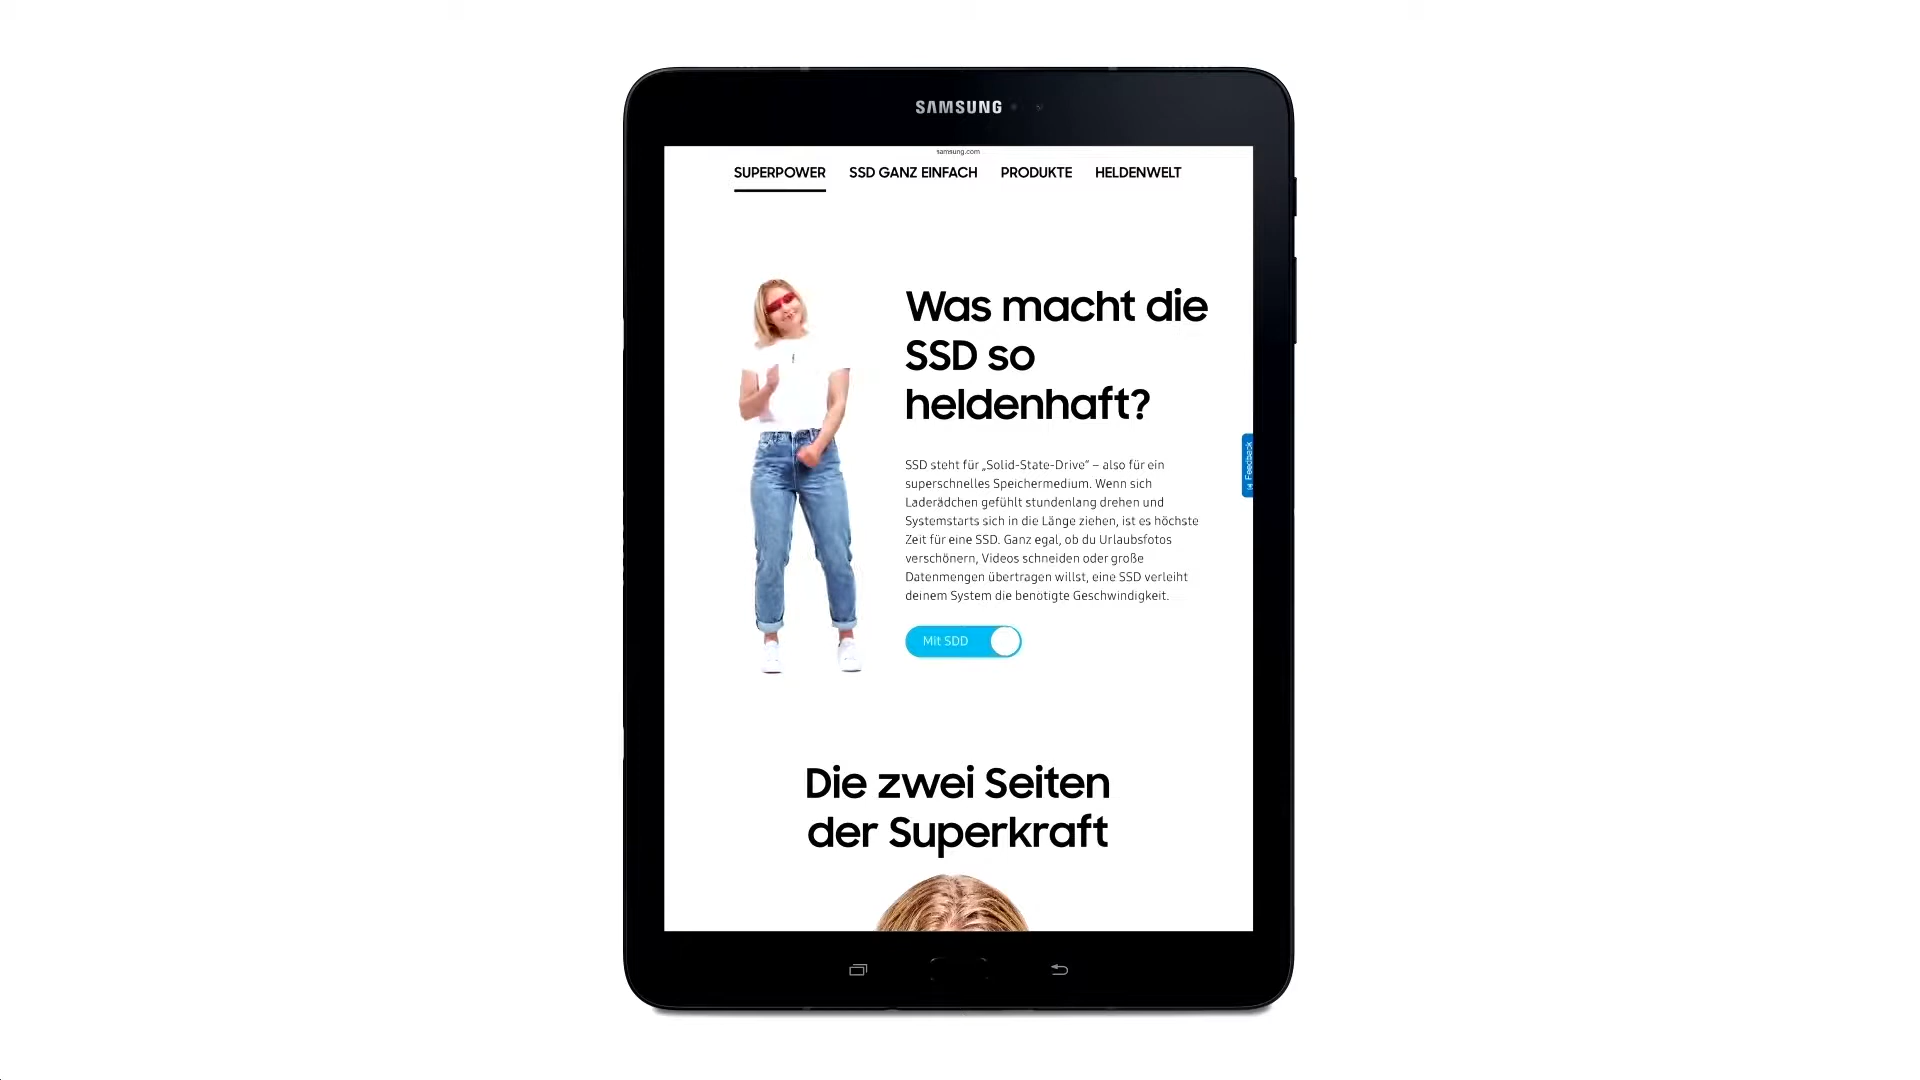 SAMSUNG
samsung.com
SUPERPOWER SSD GANZ EINFACH PRODUKTE HELDENWELT
Was macht die
SSD so
heldenhaft?
SSD steht für „Solid-State-Drive“ – also für ein
superschnelles Speichermedium. Wenn sich
Laderädchen gefühlt stundenlang drehen und
Systemstarts sich in die Länge ziehen, ist es höchste
Zeit für eine SSD. Ganz egal, ob du Urlaubsfotos
verschönern, Videos schneiden oder große
Datenmengen übertragen willst, eine SSD verleiht
deinem System die benötigte Geschwindigkeit.
Feedback
Mit SDD
Die zwei Seiten
der Superkraft